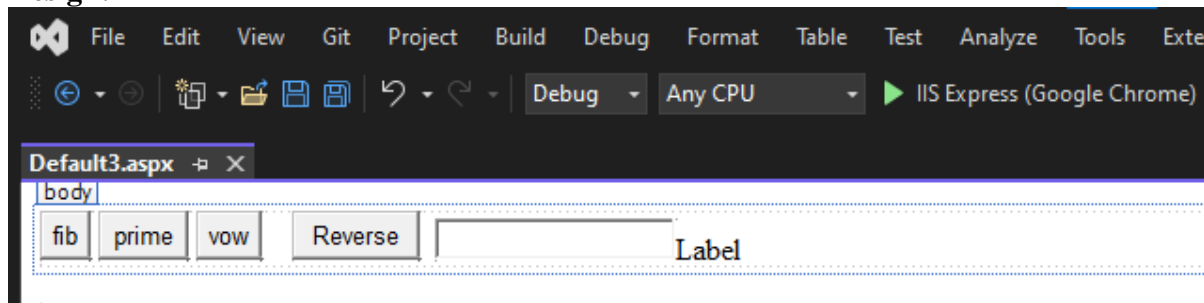 File Edit View Git Project Build Debug Format Table Test Analyze Tools Exte
Debug Any CPU IIS Express (Google Chrome)
Default3.aspx
body
fib prime vow Reverse Label